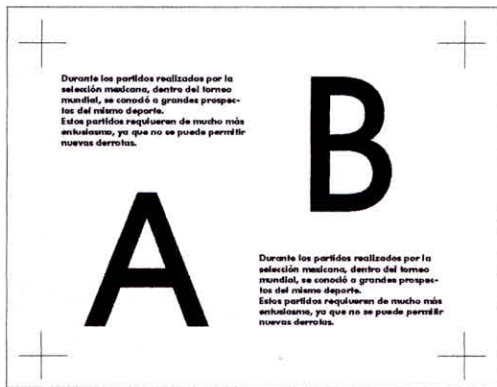 Durante los partidos realizados por la
selección mexicana, dentro del torneo
mundial, se conoció a grandes prospec-
tos del mismo deporte.
Estos partidos requieren de mucho más
entusiasmo, ya que no se puede permitir
nuevas derrotas.
B
A
Durante los partidos realizados por la
selección mexicana, dentro del torneo
mundial, se conoció a grandes prospec-
tos del mismo deporte.
Estos partidos requieren de mucho más
entusiasmo, ya que no se puede permitir
nuevas derrotas.